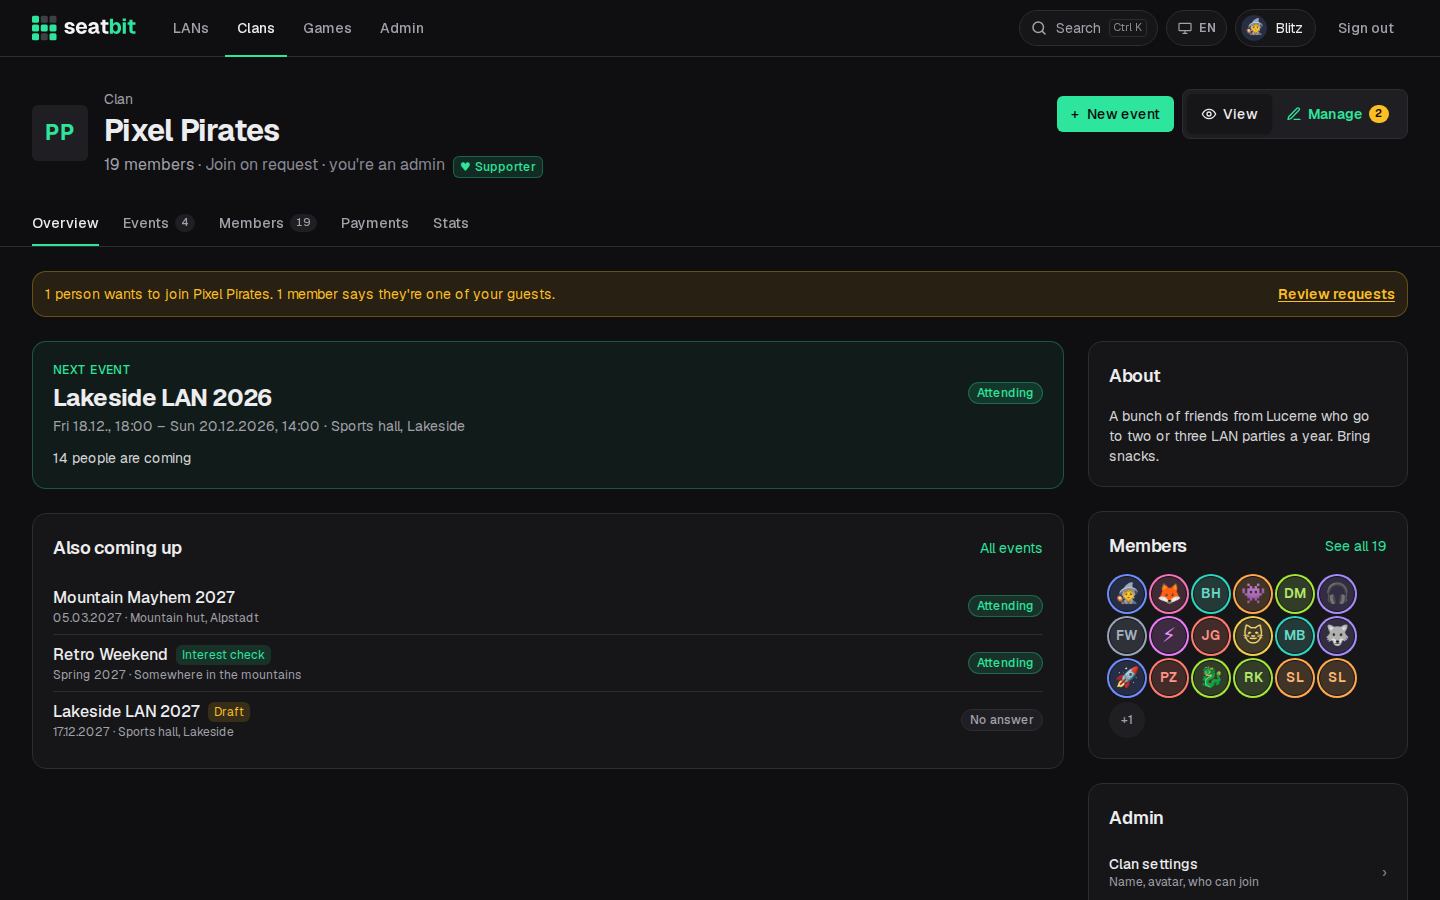 seatbit
LANs
Clans
Games
Admin
Search
Ctrl K
EN
Blitz
Sign out
PP
Clan
Pixel Pirates
19 members · Join on request · you're an admin
♥ Supporter
+ New event
View
Manage 2
Overview
Events 4
Members 19
Payments
Stats
1 person wants to join Pixel Pirates. 1 member says they're one of your guests.
Review requests
NEXT EVENT
Lakeside LAN 2026
Fri 18.12., 18:00 – Sun 20.12.2026, 14:00 · Sports hall, Lakeside
14 people are coming
Attending
Also coming up
All events
Mountain Mayhem 2027
05.03.2027 · Mountain hut, Alpstadt
Attending
Retro Weekend Interest check
Spring 2027 · Somewhere in the mountains
Attending
Lakeside LAN 2027 Draft
17.12.2027 · Sports hall, Lakeside
No answer
About
A bunch of friends from Lucerne who go
to two or three LAN parties a year. Bring
snacks.
Members
See all 19
BH DM
FW JG MB
PZ RK SL SL
+1
Admin
Clan settings
Name, avatar, who can join